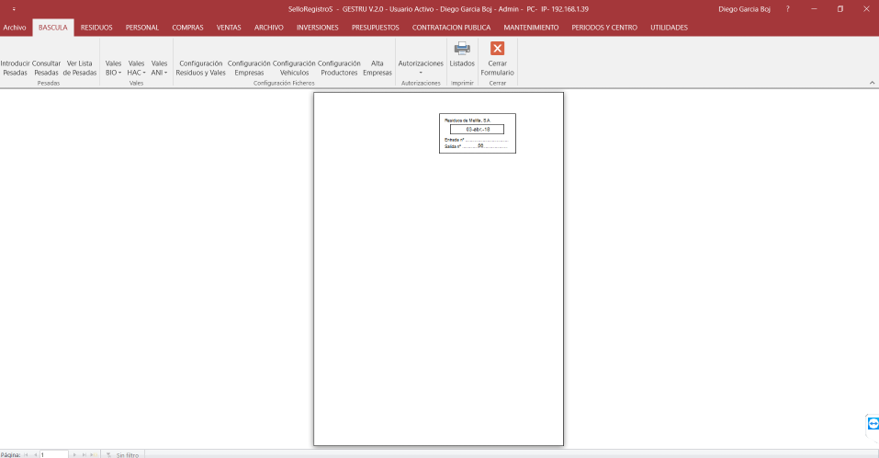 SelloRegistroS - GESTRU V.2.0 - Usuario Activo - Diego Garcia Boj - Admin - PC- IP- 192.168.1.39
Diego Garcia Boj ?
Archivo BASCULA RESIDUOS PERSONAL COMPRAS VENTAS ARCHIVO INVERSIONES PRESUPUESTOS CONTRATACION PUBLICA MANTENIMIENTO PERIODOS Y CENTRO UTILIDADES
Introducir Pesadas
Consultar Pesadas
Ver Lista de Pesadas
Vales BIO
Vales HAC
Vales ANI
Configuración Residuos y Vales
Configuración Empresas
Configuración Vehiculos
Configuración Productores
Alta Empresas
Autorizaciones
Listados
Cerrar Formulario
Pesadas
Vales
Configuración Ficheros
Autorizaciones
Imprimir
Cerrar
Residuos de Melilla, S.A.
03-abr.-18
Entrada nº
Salida nº
Página: 1 Sin filtro